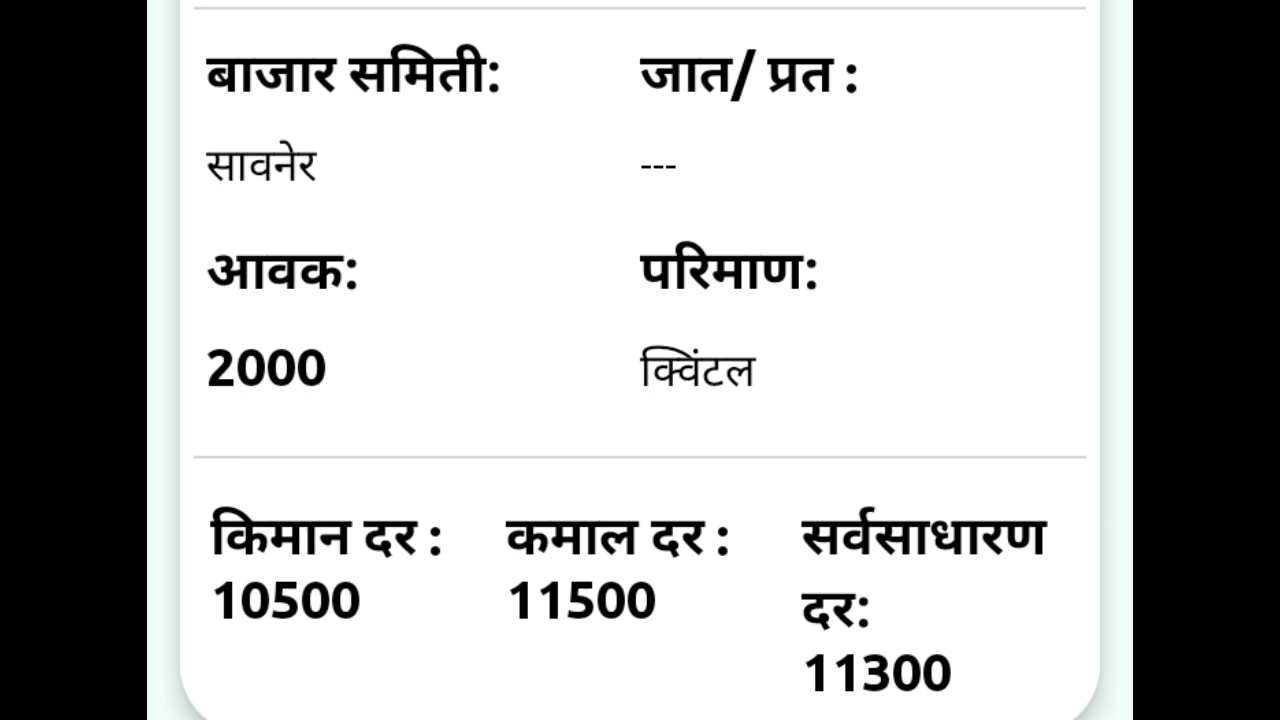 बाजार समिती: जात/ प्रत :
सावनेर ---
आवक: परिमाण:
2000 क्विंटल
किमान दर : कमाल दर : सर्वसाधारण
10500 11500 दर:
11300